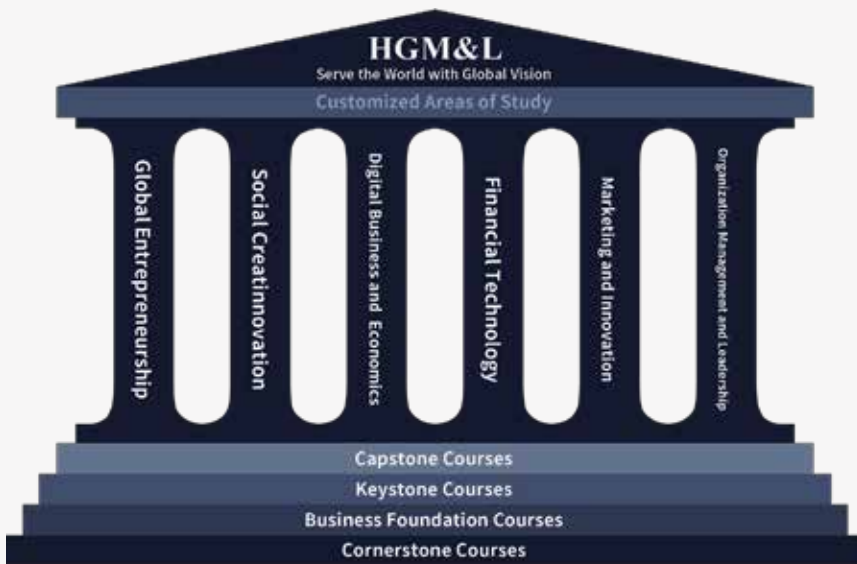 HGM&L
Serve the World with Global Vision
Customized Areas of Study
Global Entrepreneurship
Social Creatinnovation
Digital Business and Economics
Financial Technology
Marketing and Innovation
Organization Management and Leadership
Capstone Courses
Keystone Courses
Business Foundation Courses
Cornerstone Courses